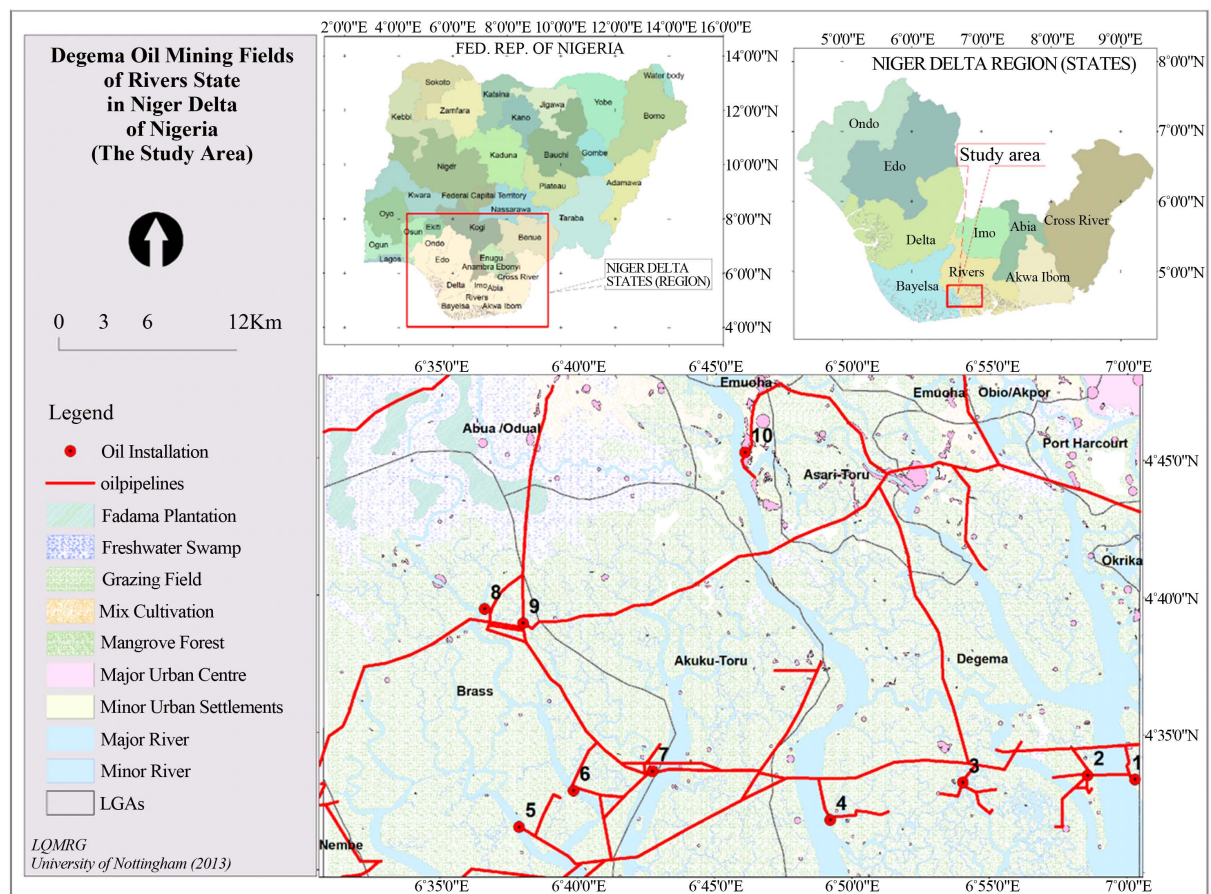 Degema Oil Mining Fields
of Rivers State
in Niger Delta
of Nigeria
(The Study Area)
0 3 6 12Km
Legend
Oil Installation
oilpipelines
Fadama Plantation
Freshwater Swamp
Grazing Field
Mix Cultivation
Mangrove Forest
Major Urban Centre
Minor Urban Settlements
Major River
Minor River
LGAs
LQMRG
University of Nottingham (2013)
2°0'0"E 6°0'0"E 10°0'0"E 16°0'0"E
FED. REP. OF NIGERIA
14°0'0"N
12°0'0"N
10°0'0"N
8°0'0"N
6°0'0"N
4°0'0"N
Sokoto
Katsina
Water body
Zamfara
Jigawa
Yobe
Kebbi
Kano
Borno
Niger
Kaduna
Bauchi
Gombe
Plateau
Adamawa
Kwara
Federal Capital Territory
Nassarawa
Taraba
Oyo
Ekiti
Kogi
Osun
Benue
Ogun
Ondo
Lagos
Edo
Enugu
Anambra Ebonyi
Cross River
Delta
Imo
Abia
Rivers
Bayelsa
Akwa Ibom
NIGER DELTA
STATES (REGION)
5°0'0"E 6°0'0"E 7°0'0"E 8°0'0"E 9°0'0"E
NIGER DELTA REGION (STATES)
8°0'0"N
7°0'0"N
6°0'0"N
5°0'0"N
Ondo
Edo
Study area
Cross River
Imo
Abia
Delta
Rivers
Akwa Ibom
Bayelsa
6°35'0"E 6°40'0"E 6°45'0"E 6°50'0"E 6°55'0"E 7°0'0"E
Emuoha
Emuoha
Obio/Akpor
Abua /Odual
10
Port Harcourt
4°45'0"N
Asari-Toru
Okrika
8
9
4°40'0"N
Akuku-Toru
Degema
Brass
4°35'0"N
7
3
2
1
6
5
4
Nembe
6°35'0"E 6°40'0"E 6°45'0"E 6°50'0"E 6°55'0"E 7°0'0"E